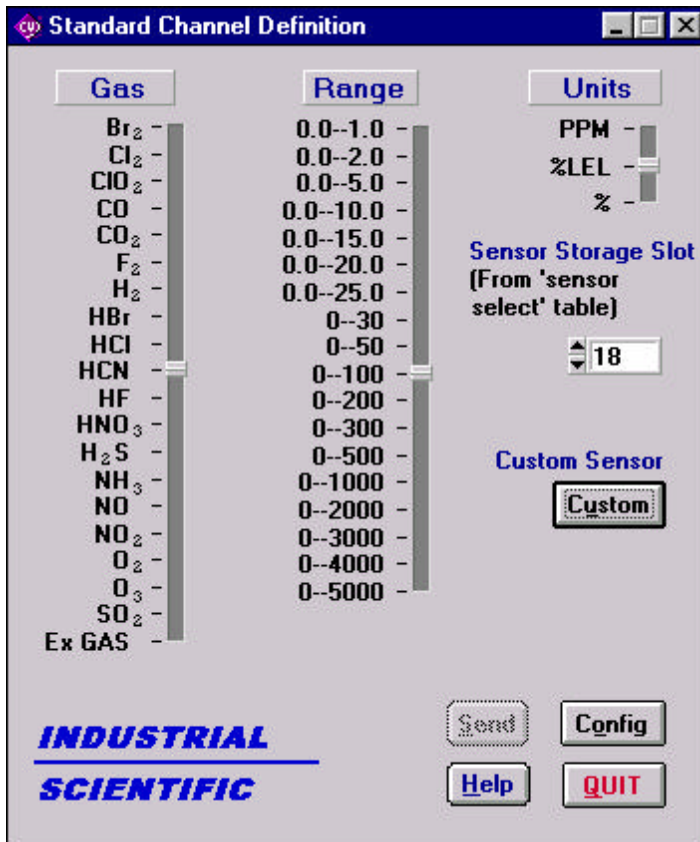 Standard Channel Definition
Gas
Br₂
Cl₂
ClO₂
CO
CO₂
F₂
H₂
HBr
HCl
HCN
HF
HNO₃
H₂S
NH₃
NO
NO₂
O₂
O₃
SO₂
Ex GAS
Range
0.0--1.0
0.0--2.0
0.0--5.0
0.0--10.0
0.0--15.0
0.0--20.0
0.0--25.0
0--30
0--50
0--100
0--200
0--300
0--500
0--1000
0--2000
0--3000
0--4000
0--5000
Units
PPM
%LEL
%
Sensor Storage Slot
(From 'sensor
select' table)
18
Custom Sensor
Custom
Send
Config
Help
QUIT
INDUSTRIAL
SCIENTIFIC